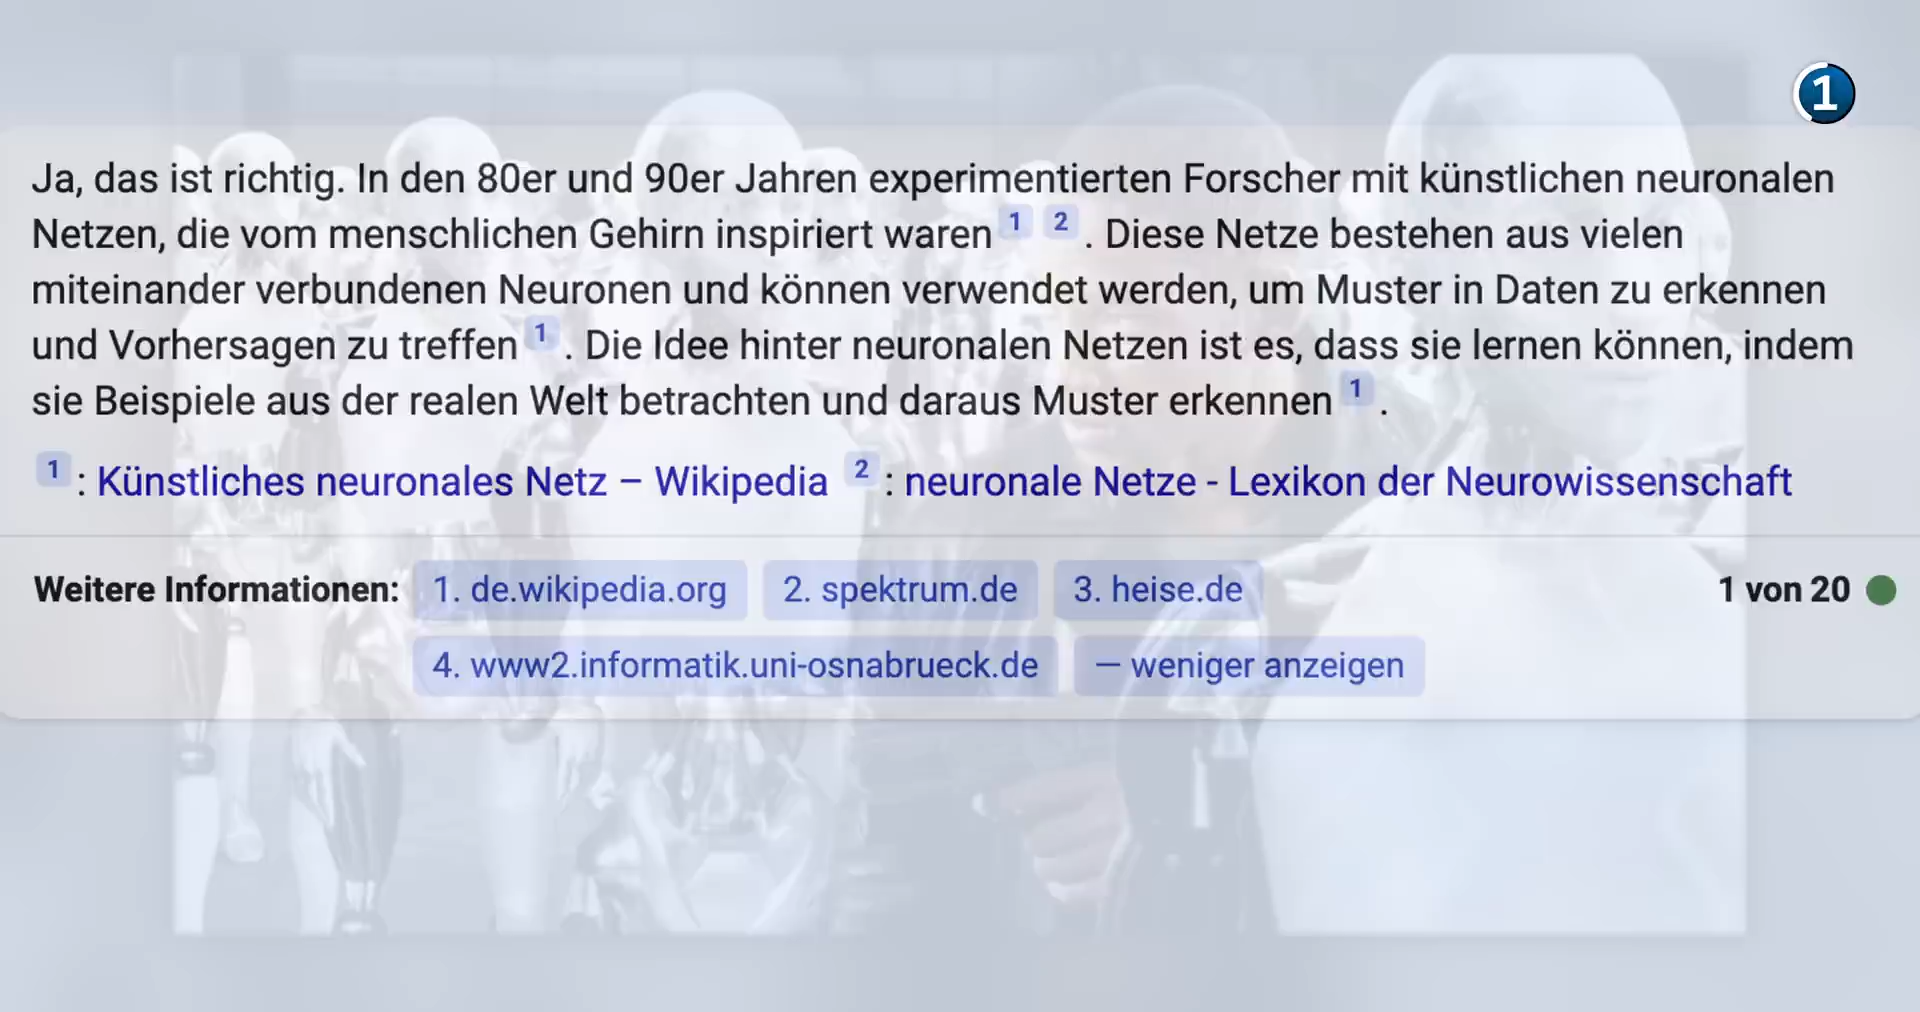 1
Ja, das ist richtig. In den 80er und 90er Jahren experimentierten Forscher mit künstlichen neuronalen
Netzen, die vom menschlichen Gehirn inspiriert waren 1 2 . Diese Netze bestehen aus vielen
miteinander verbundenen Neuronen und können verwendet werden, um Muster in Daten zu erkennen
und Vorhersagen zu treffen 1 . Die Idee hinter neuronalen Netzen ist es, dass sie lernen können, indem
sie Beispiele aus der realen Welt betrachten und daraus Muster erkennen 1 .
1 : Künstliches neuronales Netz – Wikipedia 2 : neuronale Netze - Lexikon der Neurowissenschaft
Weitere Informationen: 1. de.wikipedia.org 2. spektrum.de 3. heise.de 1 von 20
4. www2.informatik.uni-osnabrueck.de — weniger anzeigen